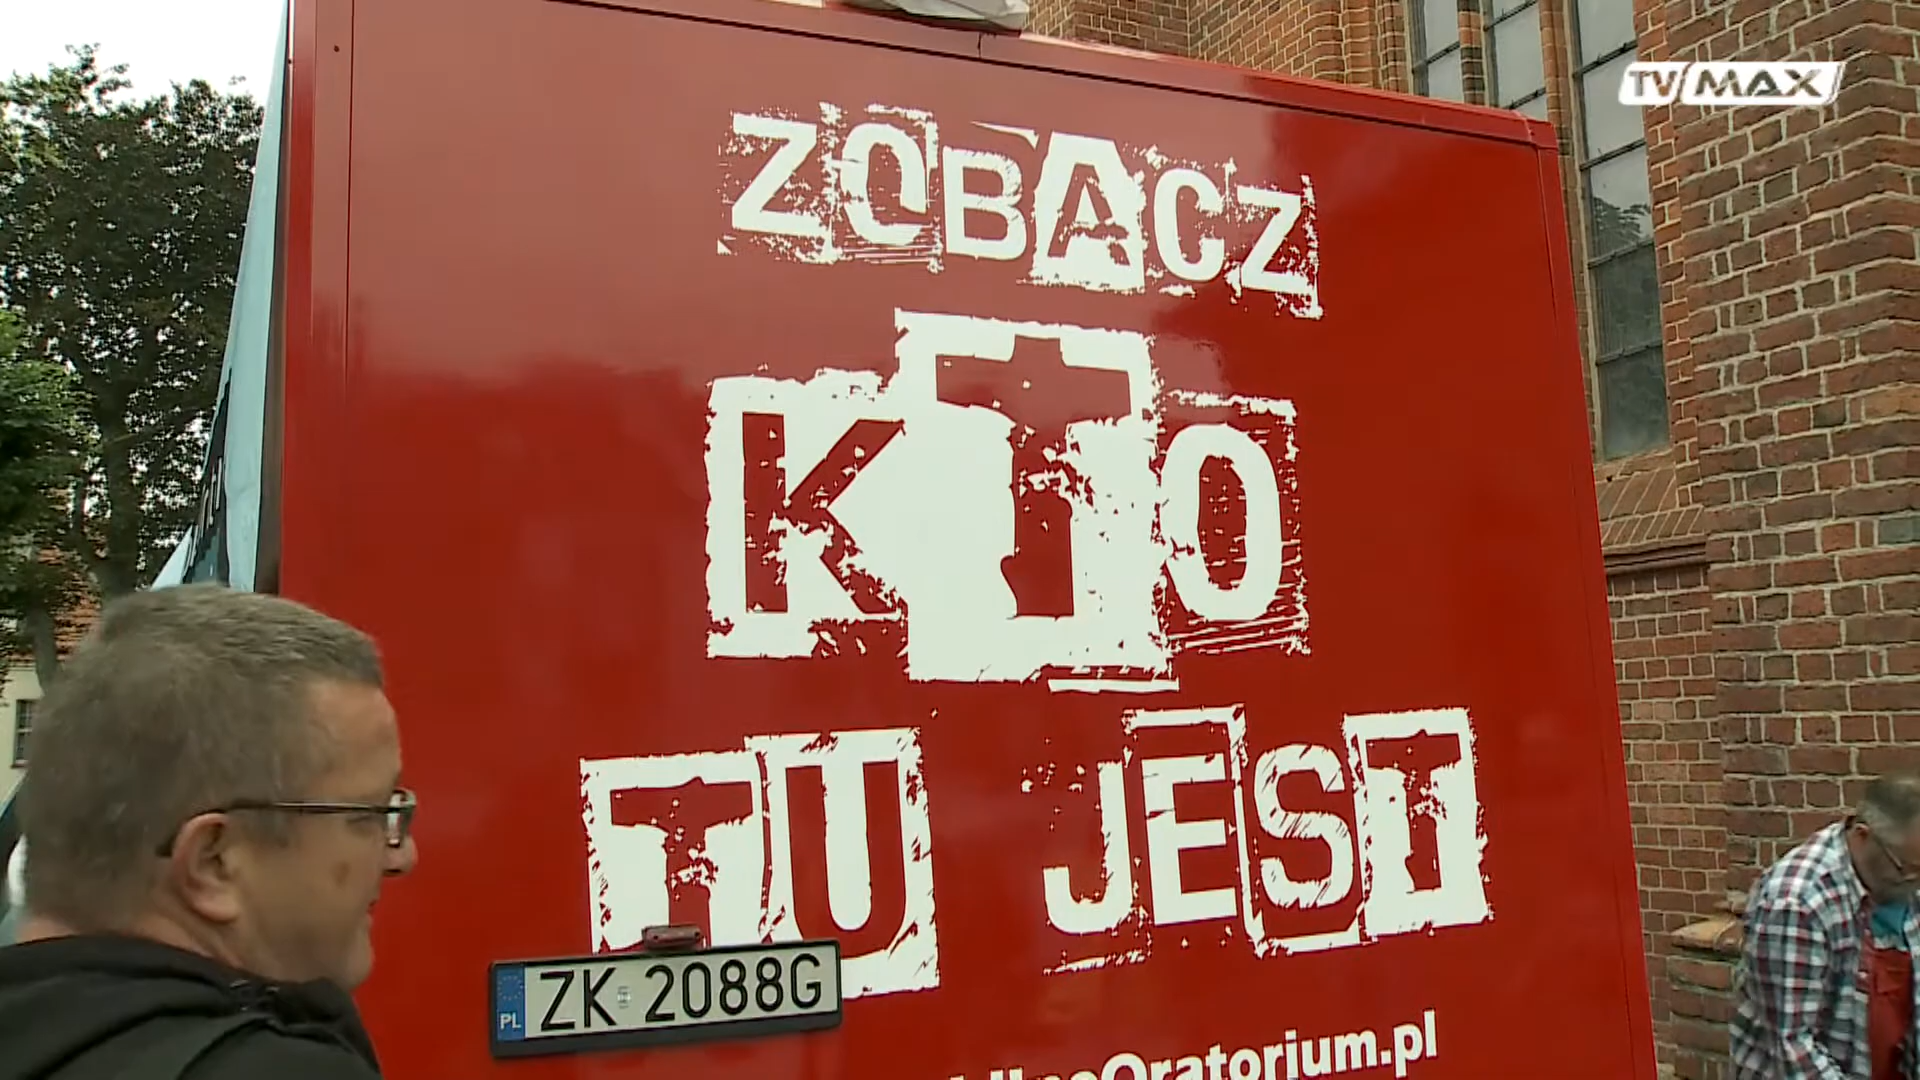 TV MAX
ZOBACZ
KTO
TU JEST
PL ZK 2088G
Oratorium.pl